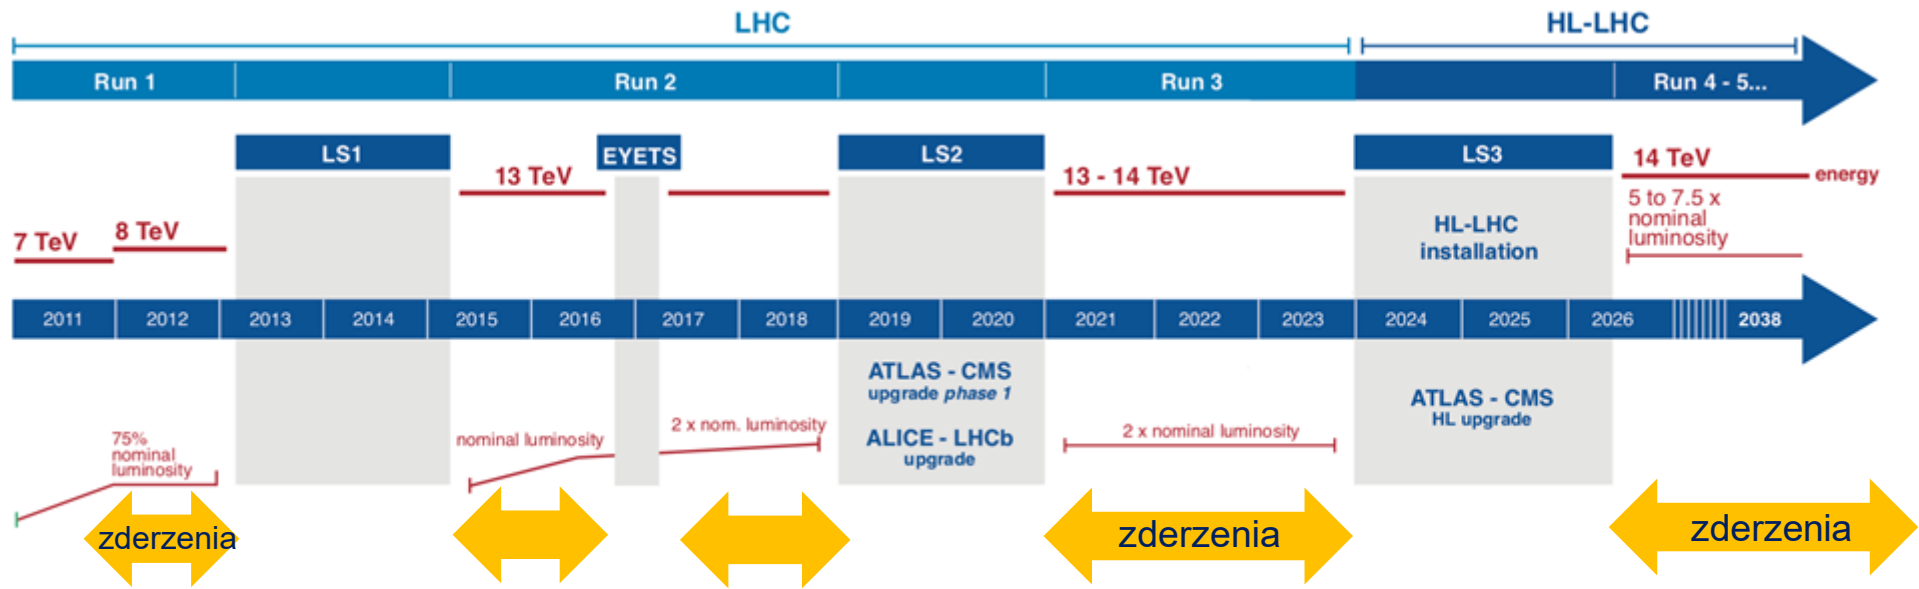 LHC
HL-LHC
Run 1
Run 2
Run 3
Run 4 - 5...
LS1
EYETS
LS2
LS3
14 TeV
energy
13 TeV
13 - 14 TeV
5 to 7.5 x
nominal
luminosity
7 TeV
8 TeV
HL-LHC
installation
2011
2012
2013
2014
2015
2016
2017
2018
2019
2020
2021
2022
2023
2024
2025
2026
2038
ATLAS - CMS
upgrade phase 1
ALICE - LHCb
upgrade
ATLAS - CMS
HL upgrade
75%
nominal
luminosity
nominal luminosity
2 x nom. luminosity
2 x nominal luminosity
zderzenia
zderzenia
zderzenia